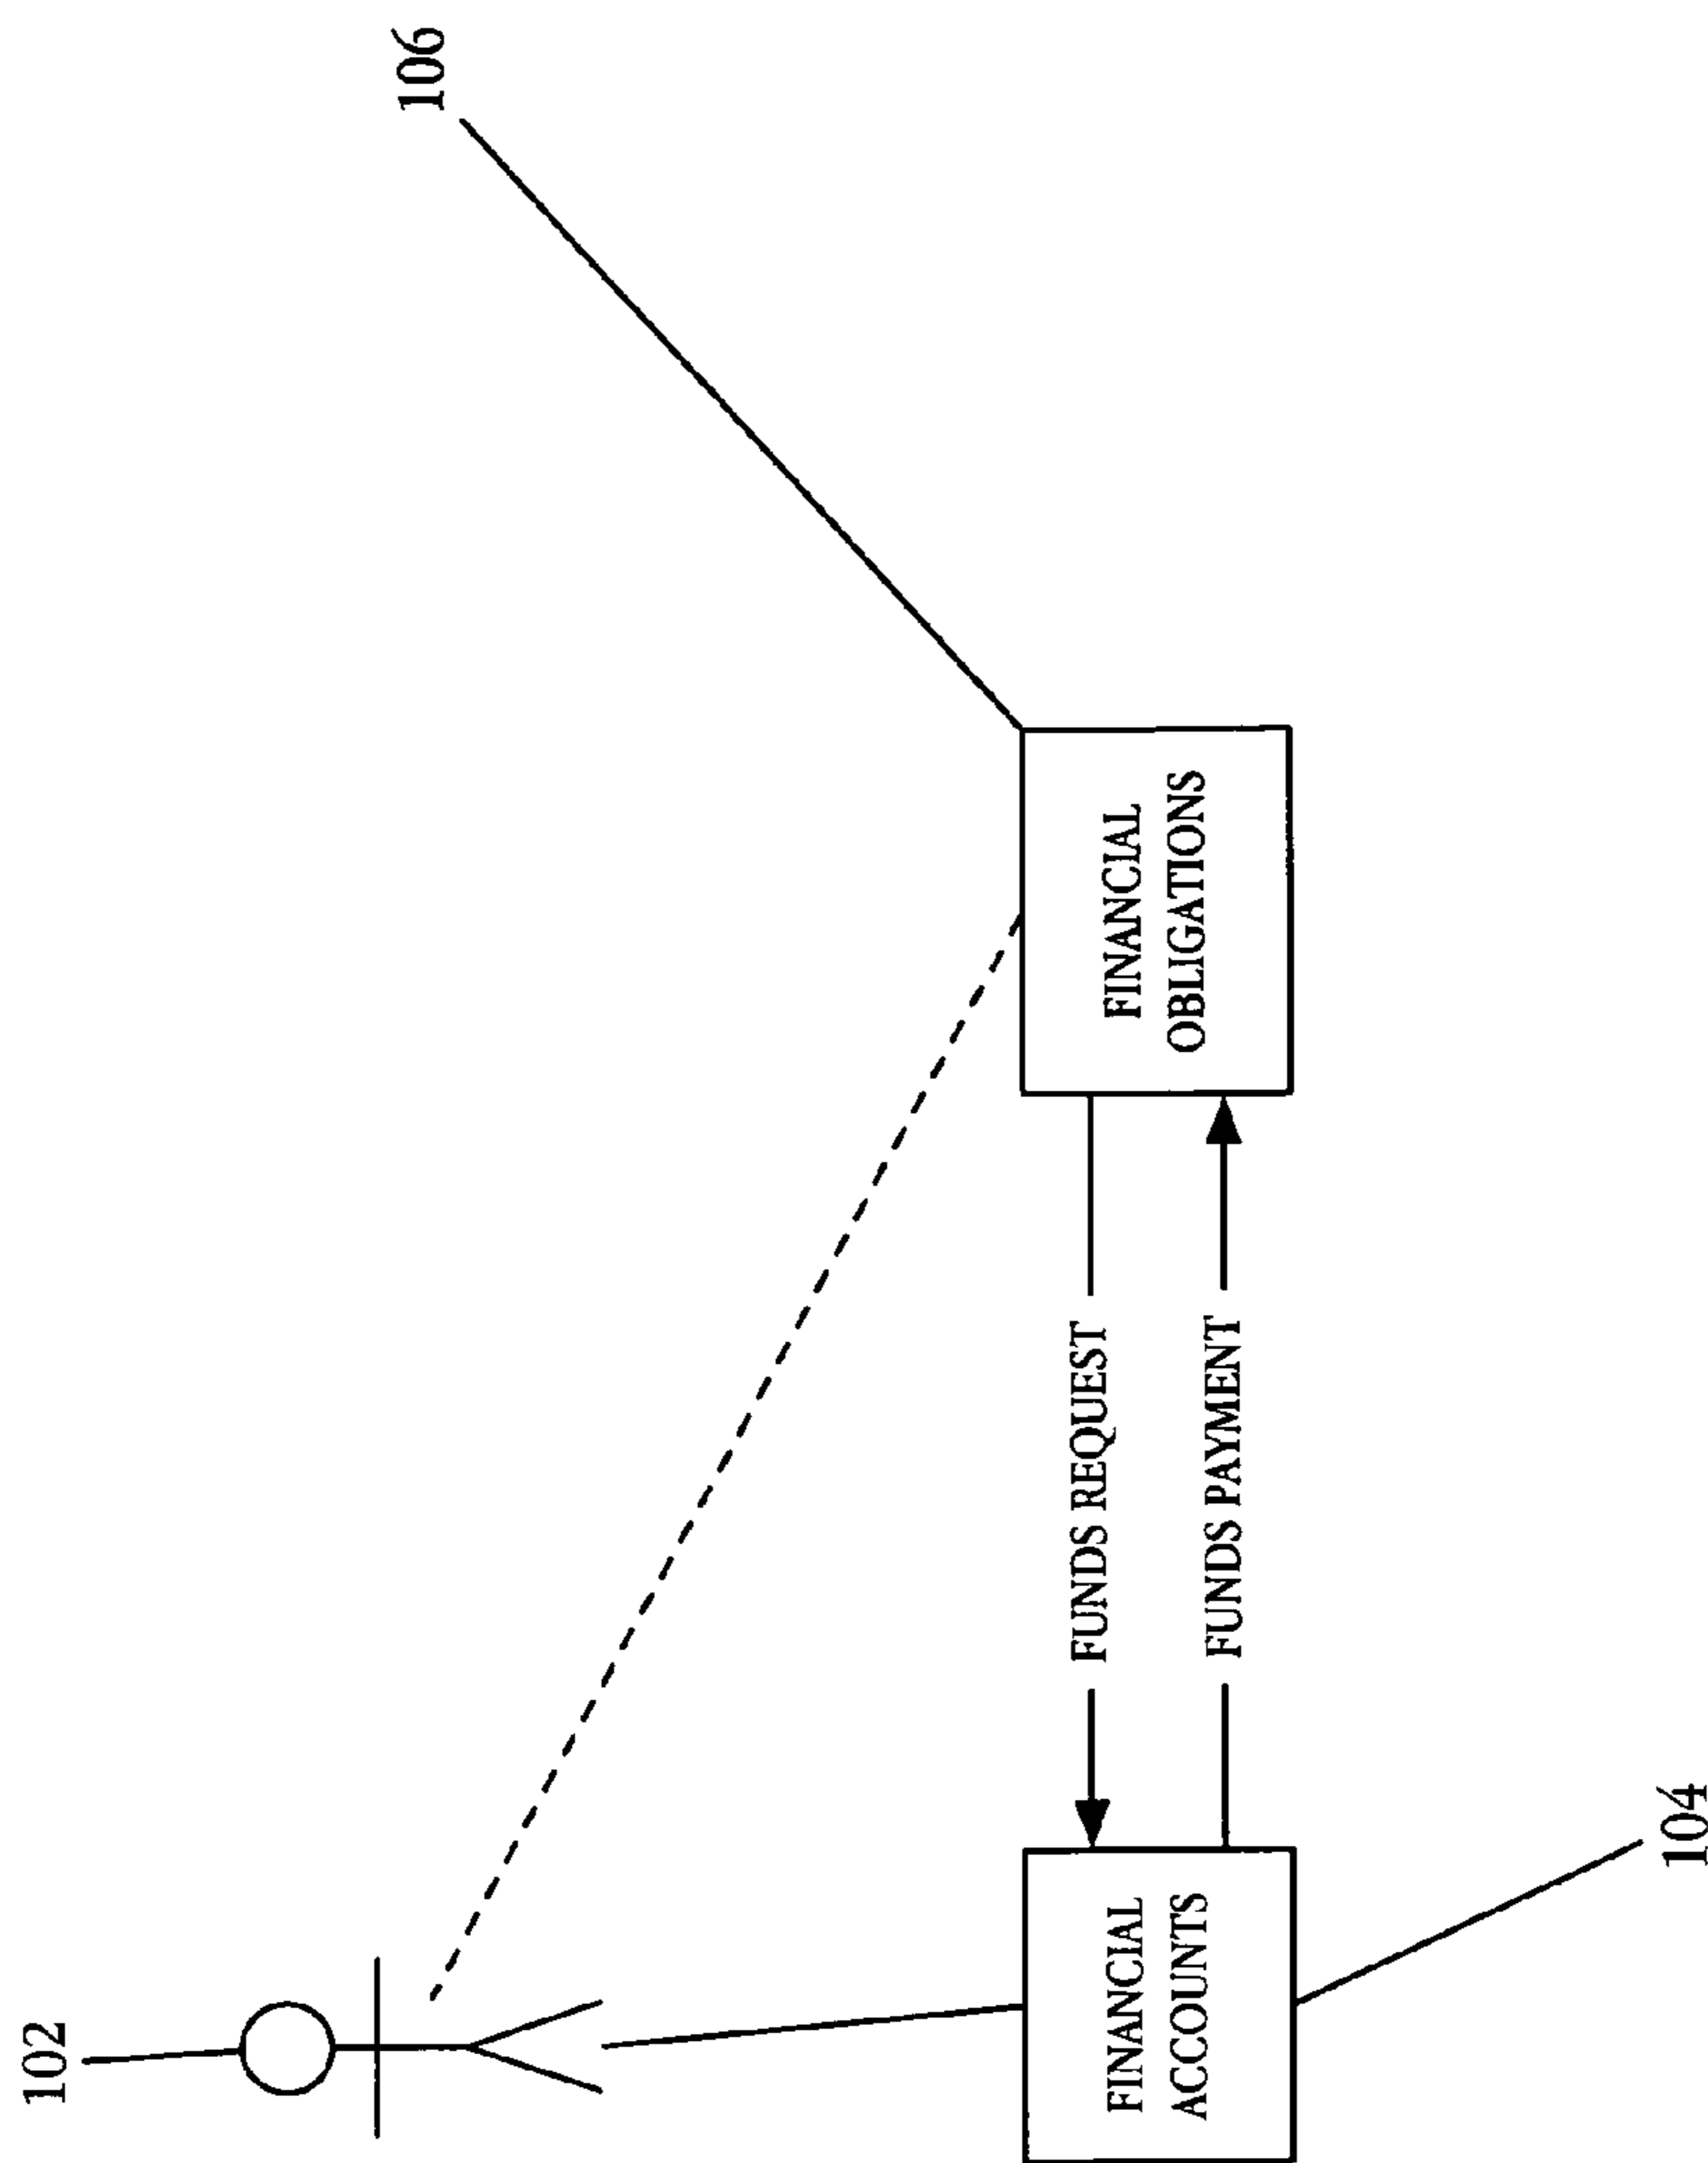 102
106
FINANCIAL
ACCOUNTS
FUNDS REQUEST
FUNDS PAYMENT
FINANCIAL
OBLIGATIONS
104